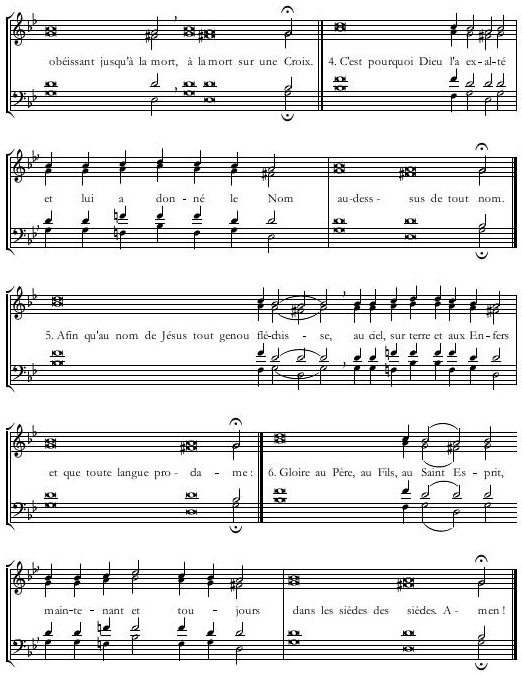 obéissant jusqu'à la mort, à la mort sur une Croix. 4. C'est pourquoi Dieu l'a ex-al-té
et lui a don-né le Nom au-dess-sus de tout nom.
5. Afin qu'au nom de Jésus tout genou flé-chis-se, au ciel, sur terre et aux En-fers
et que toute langue pro-da-me : 6. Gloire au Père, au Fils, au Saint Es-prit,
main-te-nant et tou-jours dans les sièdes des sièdes. A-men !